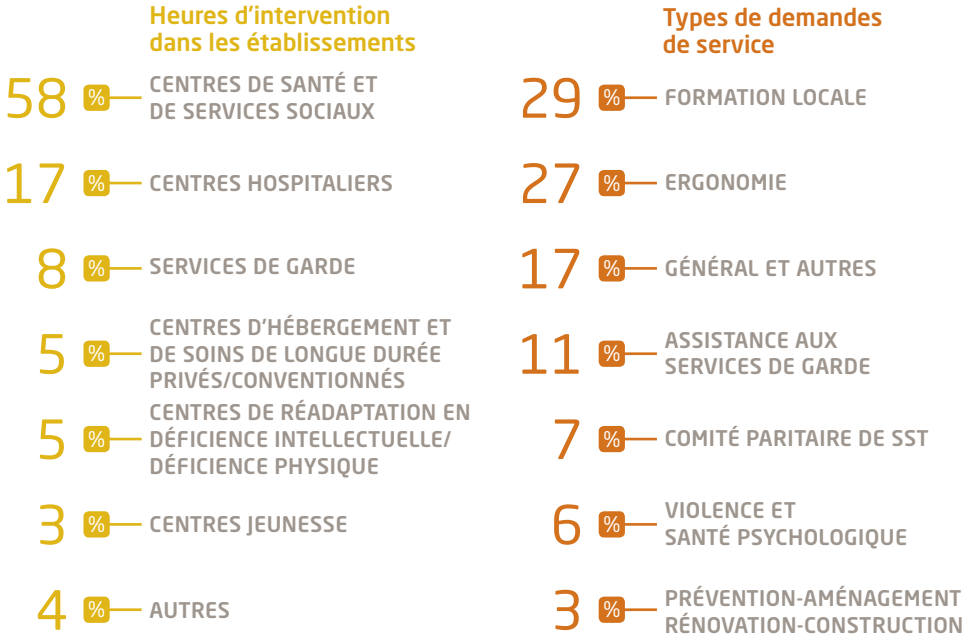 Heures d'intervention
dans les établissements
58 %
CENTRES DE SANTÉ ET
DE SERVICES SOCIAUX
17 % CENTRES HOSPITALIERS
8 % SERVICES DE GARDE
5 %
CENTRES D'HÉBERGEMENT ET
DE SOINS DE LONGUE DURÉE
PRIVÉS/CONVENTIONNÉS
5 %
CENTRES DE RÉADAPTATION EN
DÉFICIENCE INTELLECTUELLE/
DÉFICIENCE PHYSIQUE
3 % CENTRES JEUNESSE
4 % AUTRES
Types de demandes
de service
29 % FORMATION LOCALE
27 % ERGONOMIE
17 % GÉNÉRAL ET AUTRES
11 %
ASSISTANCE AUX
SERVICES DE GARDE
7 % COMITÉ PARITAIRE DE SST
6 %
VIOLENCE ET
SANTÉ PSYCHOLOGIQUE
3 %
PRÉVENTION-AMÉNAGEMENT
RÉNOVATION-CONSTRUCTION